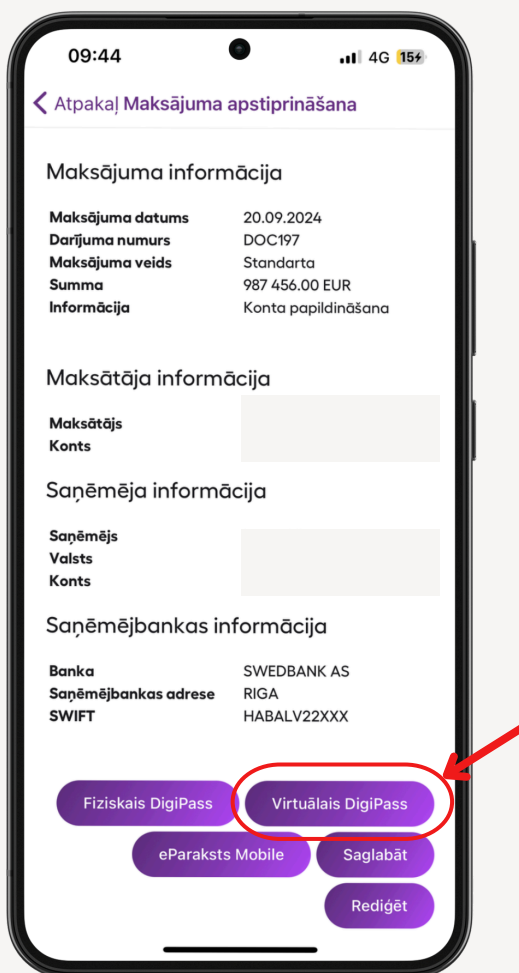 09:44 4G 15
Atpakaļ Maksājuma apstiprināšana
Maksājuma informācija
Maksājuma datums 20.09.2024
Darījuma numurs DOC197
Maksājuma veids Standarta
Summa 987 456.00 EUR
Informācija Konta papildināšana
Maksātāja informācija
Maksātājs
Konts
Saņēmēja informācija
Saņēmējs
Valsts
Konts
Saņēmējbankas informācija
Banka SWEDBANK AS
Saņēmējbankas adrese RIGA
SWIFT HABALV22XXX
Fiziskais DigiPass Virtuālais DigiPass
eParaksts Mobile Saglabāt
Rediģēt